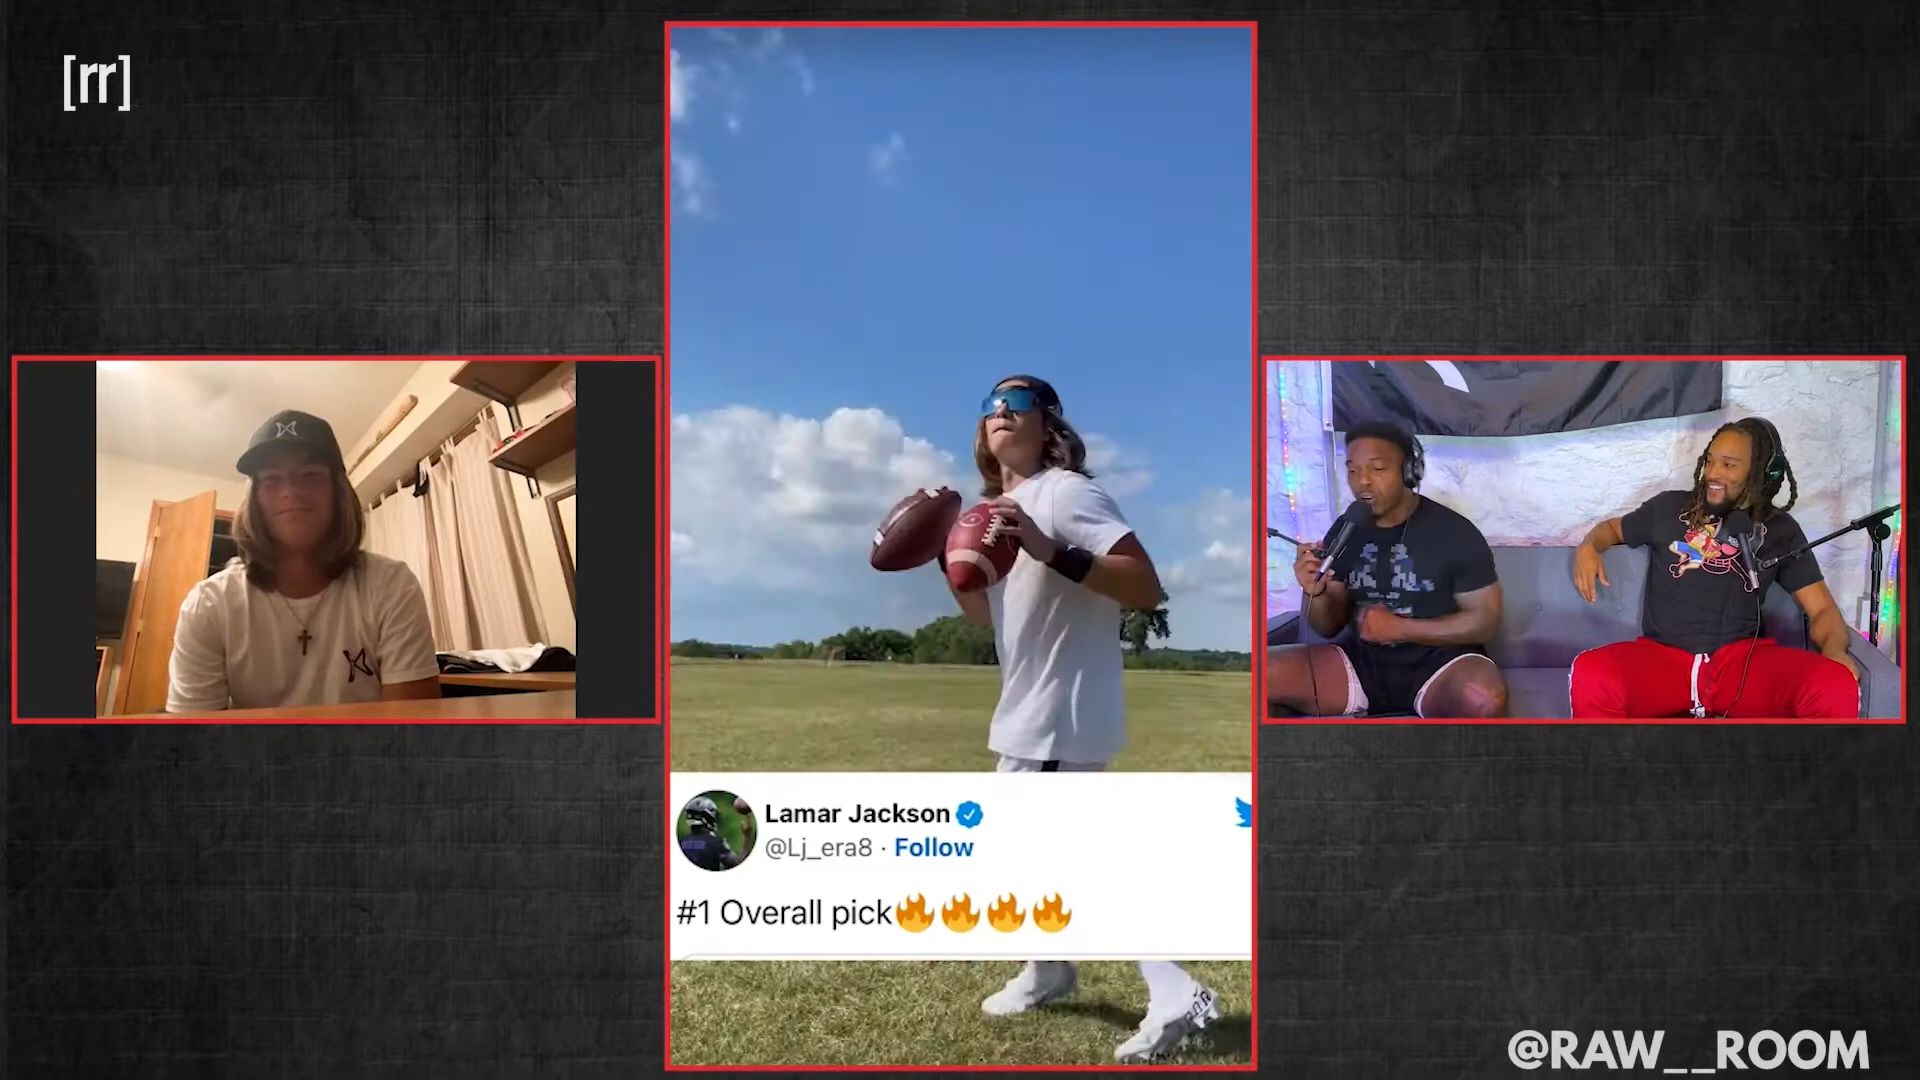 [rr]
Lamar Jackson
@Lj_era8 · Follow
#1 Overall pick🔥🔥🔥🔥
@RAW__ROOM